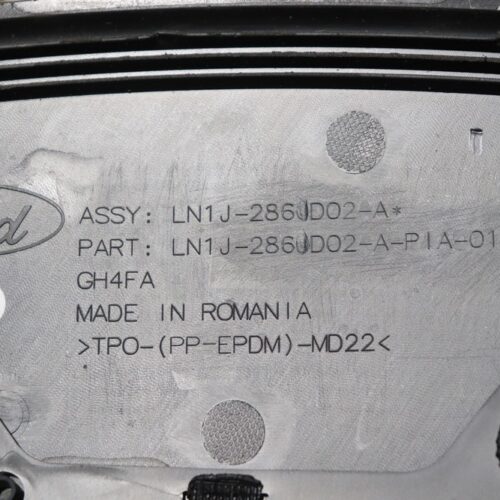 ASSY: LN1J-286JD02-A*
PART: LN1J-286JD02-A-PIA-01
GH4FA
MADE IN ROMANIA
>TPO-(PP-EPDM)-MD22<